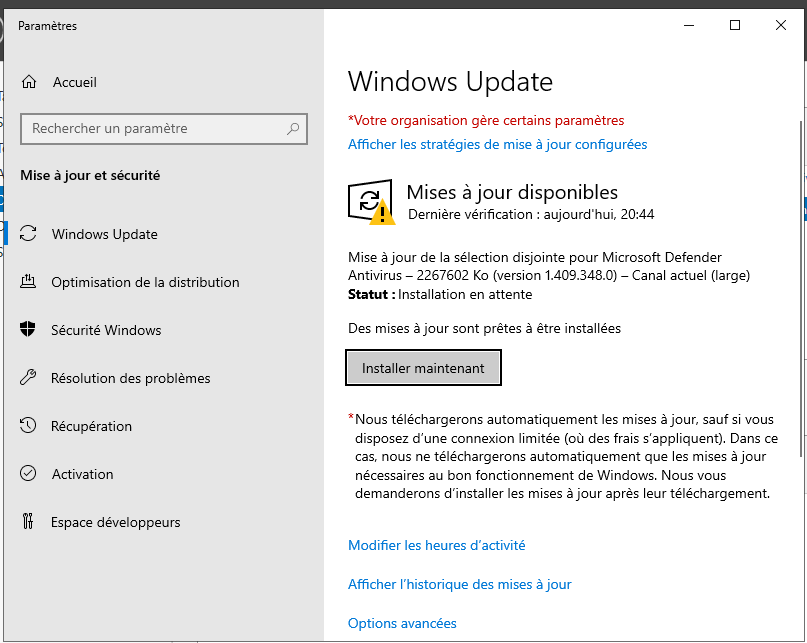 Paramètres
Accueil
Rechercher un paramètre
Mise à jour et sécurité
Windows Update
Optimisation de la distribution
Sécurité Windows
Résolution des problèmes
Récupération
Activation
Espace développeurs
Windows Update
*Votre organisation gère certains paramètres
Afficher les stratégies de mise à jour configurées
Mises à jour disponibles
Dernière vérification : aujourd'hui, 20:44
Mise à jour de la sélection disjointe pour Microsoft Defender
Antivirus – 2267602 Ko (version 1.409.348.0) – Canal actuel (large)
Statut : Installation en attente
Des mises à jour sont prêtes à être installées
Installer maintenant
*Nous téléchargerons automatiquement les mises à jour, sauf si vous
disposez d’une connexion limitée (où des frais s’appliquent). Dans ce
cas, nous ne téléchargerons automatiquement que les mises à jour
nécessaires au bon fonctionnement de Windows. Nous vous
demanderons d’installer les mises à jour après leur téléchargement.
Modifier les heures d’activité
Afficher l’historique des mises à jour
Options avancées